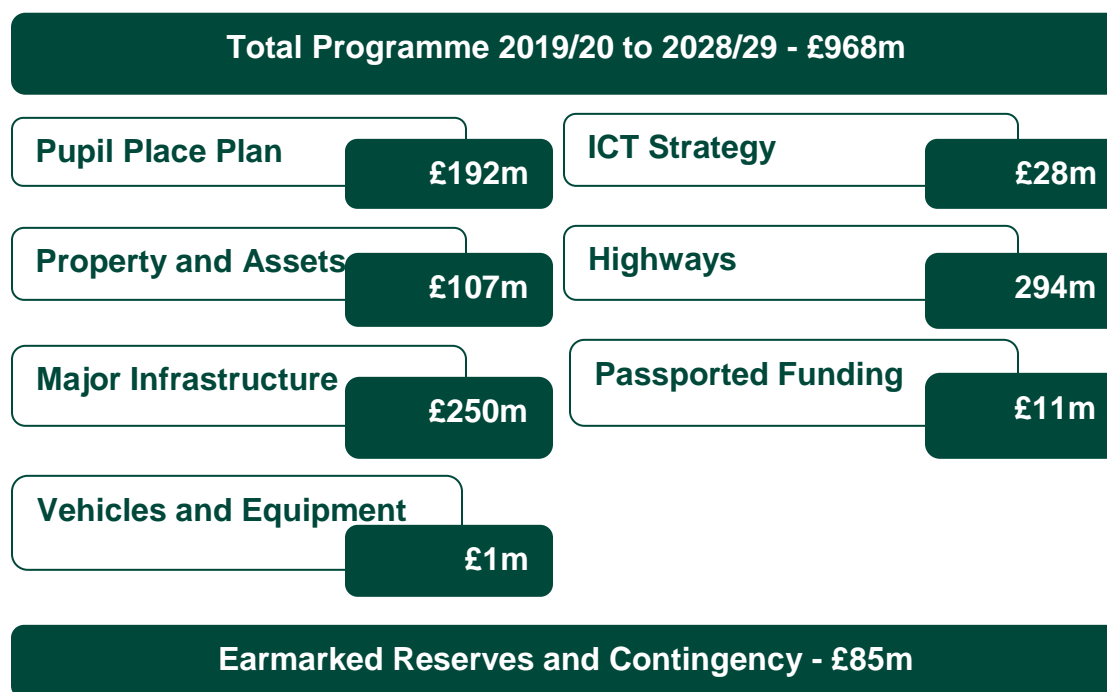 Total Programme 2019/20 to 2028/29 - £968m
Pupil Place Plan
£192m
ICT Strategy
£28m
Property and Assets
£107m
Highways
294m
Major Infrastructure
£250m
Passported Funding
£11m
Vehicles and Equipment
£1m
Earmarked Reserves and Contingency - £85m